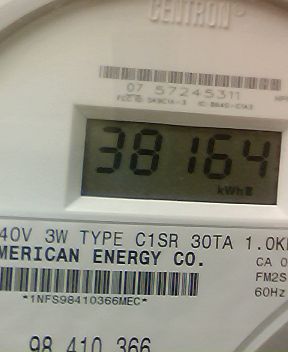 CENTRON®
07 57245311
38164
kWh
40V 3W TYPE C1SR 30TA 1.0K
MERICAN ENERGY CO.
CA 0
FM2S
60Hz
*1NFS98410366MEC*
98 410 366